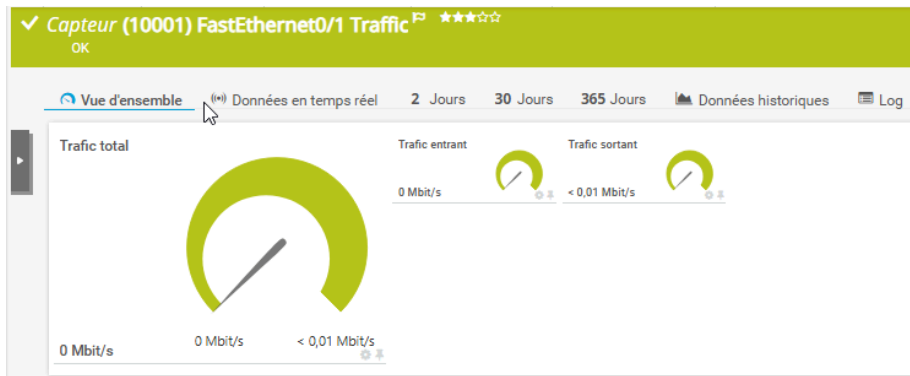 Capteur (10001) FastEthernet0/1 Traffic
OK
Vue d'ensemble Données en temps réel 2 Jours 30 Jours 365 Jours Données historiques Log
Trafic total
Trafic entrant
Trafic sortant
0 Mbit/s
< 0,01 Mbit/s
0 Mbit/s
0 Mbit/s
< 0,01 Mbit/s